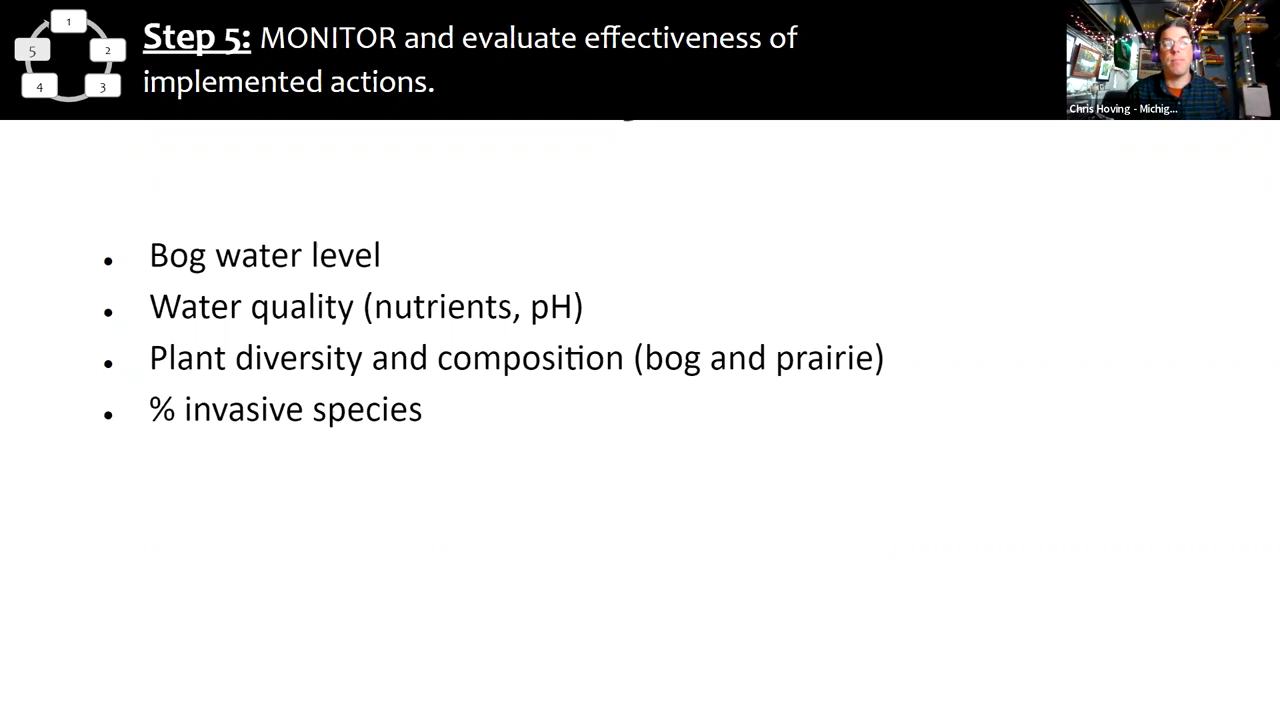 1
5
2
4
3
Step 5: MONITOR and evaluate effectiveness of
implemented actions.
Chris Hoving - Michig...
• Bog water level
• Water quality (nutrients, pH)
• Plant diversity and composition (bog and prairie)
• % invasive species